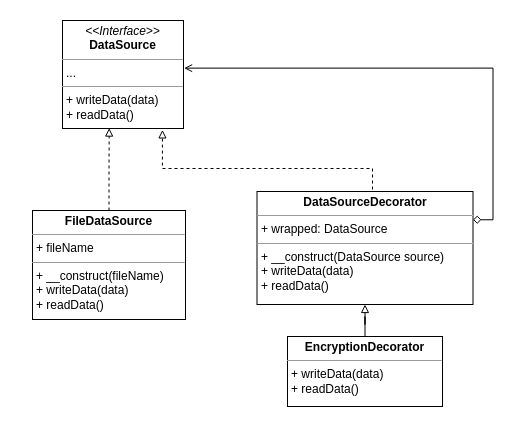 <<Interface>>
DataSource
...
+ writeData(data)
+ readData()
FileDataSource
+ fileName
+ __construct(fileName)
+ writeData(data)
+ readData()
DataSourceDecorator
+ wrapped: DataSource
+ __construct(DataSource source)
+ writeData(data)
+ readData()
EncryptionDecorator
+ writeData(data)
+ readData()